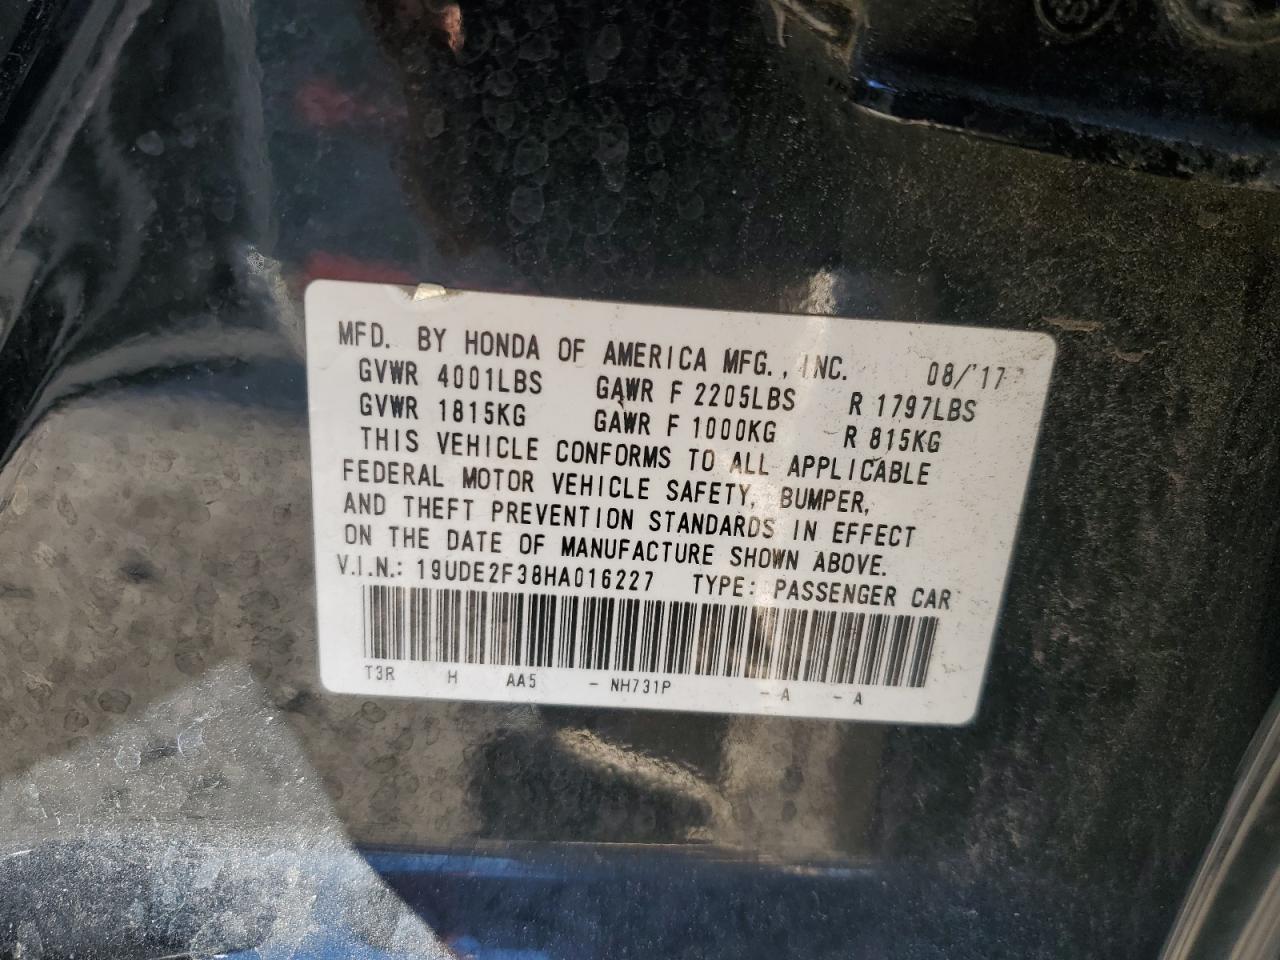 MFD. BY HONDA OF AMERICA MFG., INC. 08/'17
GVWR 4001LBS GAWR F 2205LBS R 1797LBS
GVWR 1815KG GAWR F 1000KG R 815KG
THIS VEHICLE CONFORMS TO ALL APPLICABLE
FEDERAL MOTOR VEHICLE SAFETY, BUMPER,
AND THEFT PREVENTION STANDARDS IN EFFECT
ON THE DATE OF MANUFACTURE SHOWN ABOVE.
V.I.N.: 19UDE2F38HA016227 TYPE: PASSENGER CAR
T3R H AA5 - NH731P - A - A